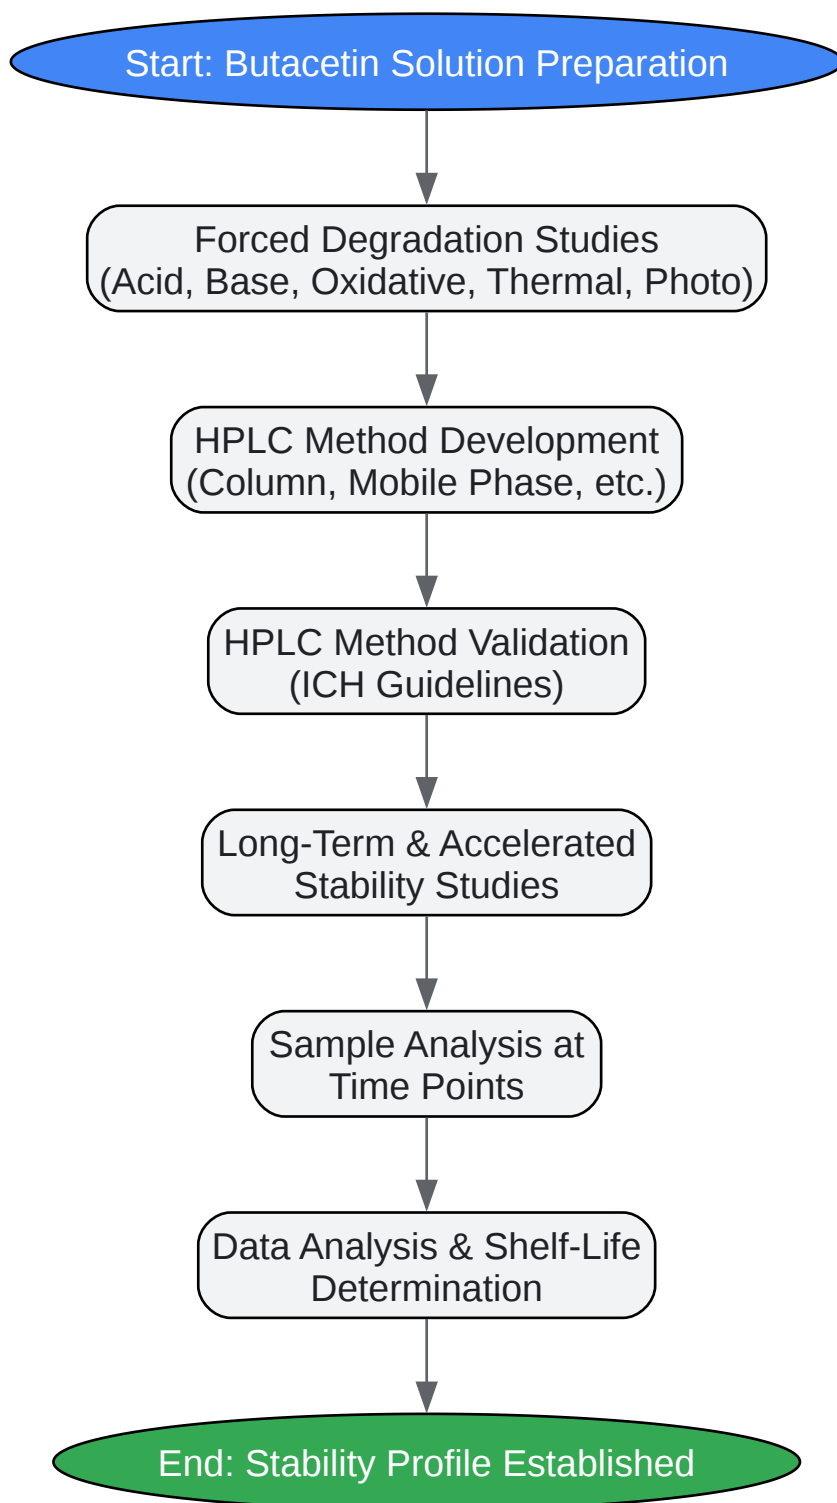 Start: Butacetin Solution Preparation
Forced Degradation Studies
(Acid, Base, Oxidative, Thermal, Photo)
HPLC Method Development
(Column, Mobile Phase, etc.)
HPLC Method Validation
(ICH Guidelines)
Long-Term & Accelerated
Stability Studies
Sample Analysis at
Time Points
Data Analysis & Shelf-Life
Determination
End: Stability Profile Established